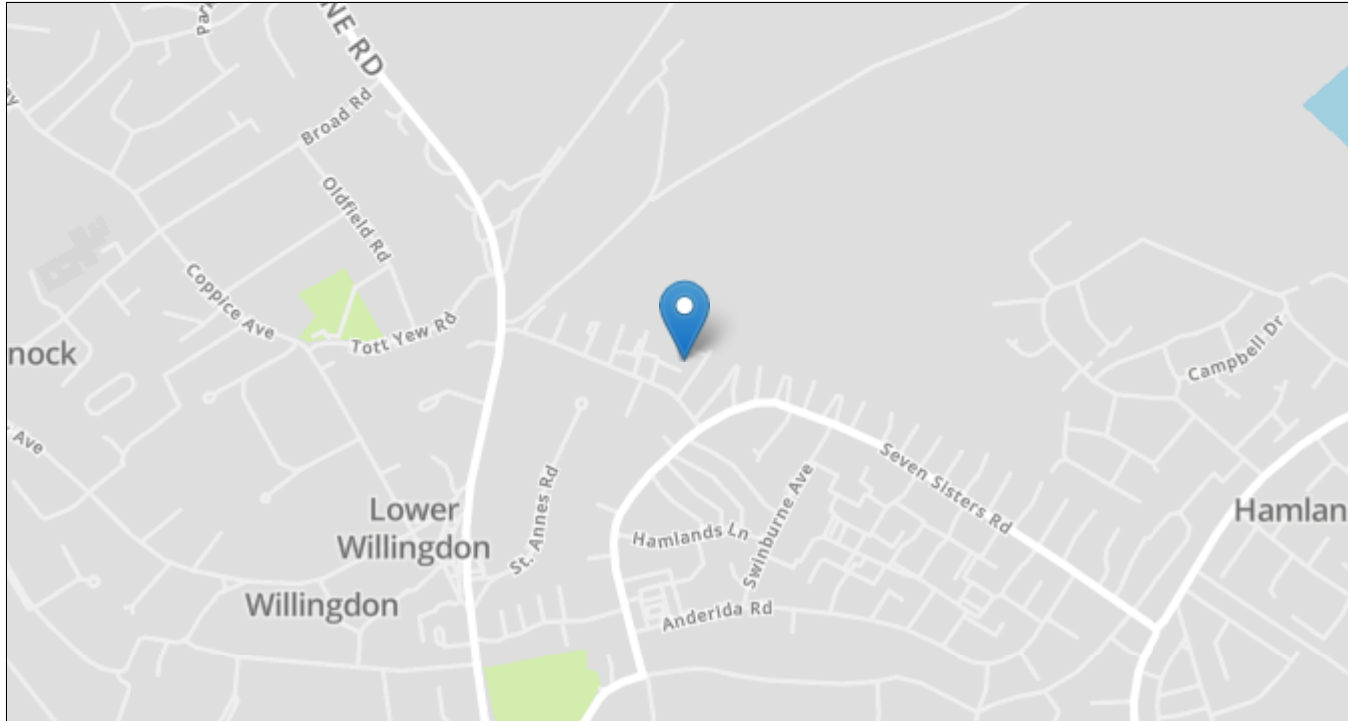 NE RD
Broad Rd
Oldfield Rd
Coppice Ave
Tott Yew Rd
nock
Campbell Dr
Ave
Seven Sisters Rd
Lower
Willingdon
St. Annes Rd
Hamlands Ln
Swinburne Ave
Hamlan
Willingdon
Anderida Rd